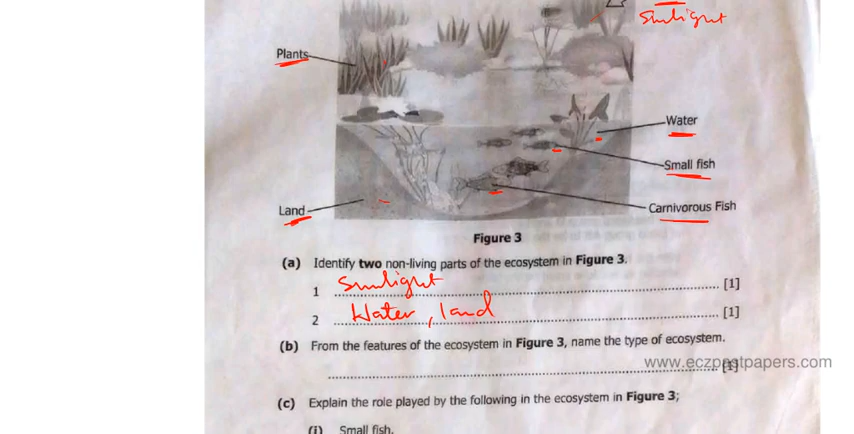 Sunlight
Plants
Water
Small fish
Land
Carnivorous Fish
Figure 3
(a) Identify two non-living parts of the ecosystem in Figure 3.
1 Sunlight [1]
2 Water, land [1]
(b) From the features of the ecosystem in Figure 3, name the type of ecosystem.
www.eczpastpapers.com
[1]
(c) Explain the role played by the following in the ecosystem in Figure 3;
(i) Small fish.